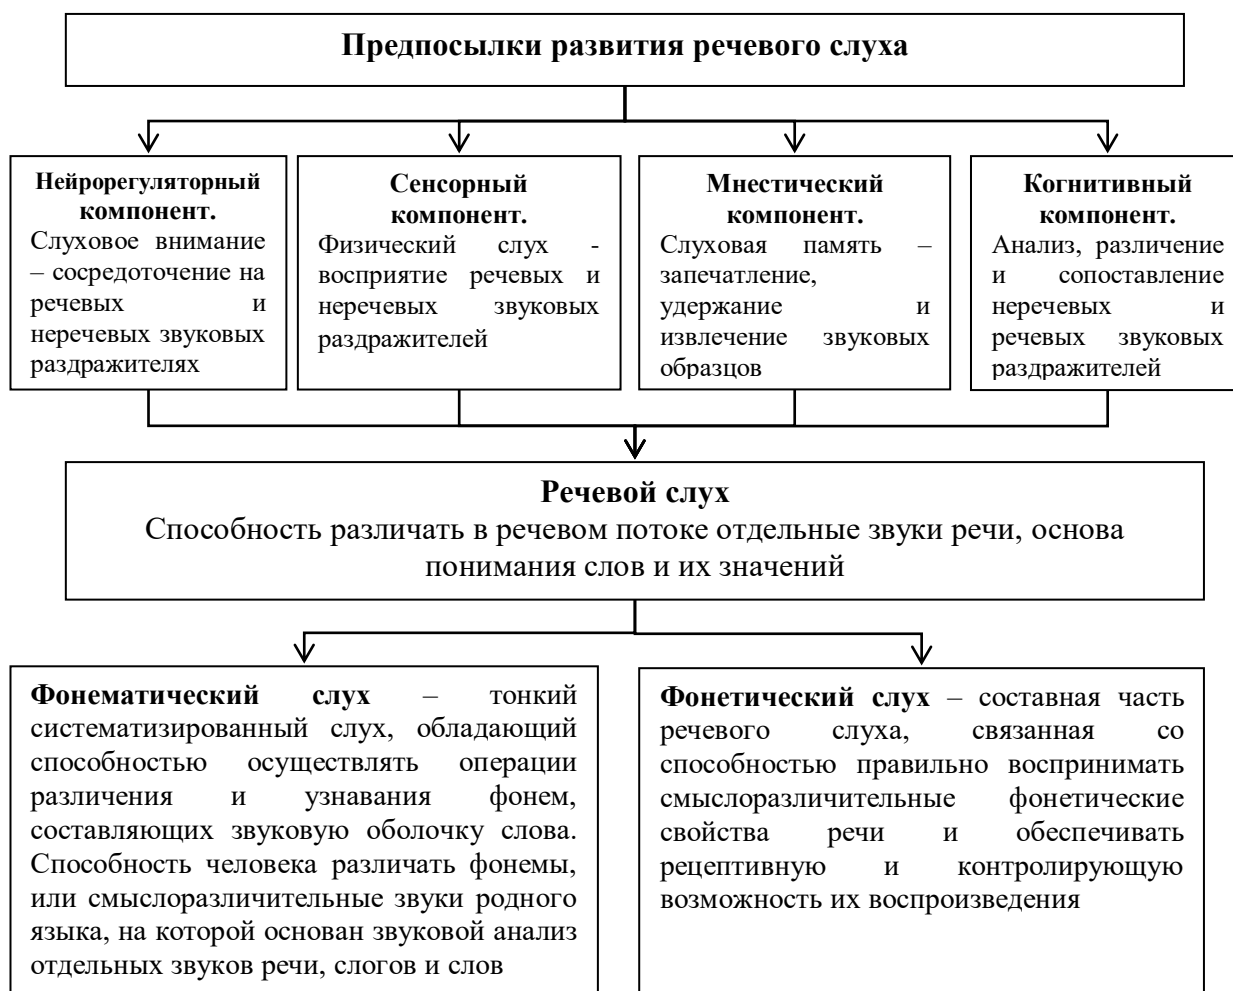 Предпосылки развития речевого слуха
Нейрорегуляторный
компонент.
Слуховое внимание
– сосредоточение на
речевых и
неречевых звуковых
раздражителях
Сенсорный
компонент.
Физический слух -
восприятие речевых и
неречевых звуковых
раздражителей
Мнестический
компонент.
Слуховая память –
запечатление,
удержание и
извлечение звуковых
образцов
Когнитивный
компонент.
Анализ, различение
и сопоставление
неречевых и
речевых звуковых
раздражителей
Речевой слух
Способность различать в речевом потоке отдельные звуки речи, основа
понимания слов и их значений
Фонематический слух – тонкий
систематизированный слух, обладающий
способностью осуществлять операции
различения и узнавания фонем,
составляющих звуковую оболочку слова.
Способность человека различать фонемы,
или смыслоразличительные звуки родного
языка, на которой основан звуковой анализ
отдельных звуков речи, слогов и слов
Фонетический слух – составная часть
речевого слуха, связанная со
способностью правильно воспринимать
смыслоразличительные фонетические
свойства речи и обеспечивать
рецептивную и контролирующую
возможность их воспроизведения